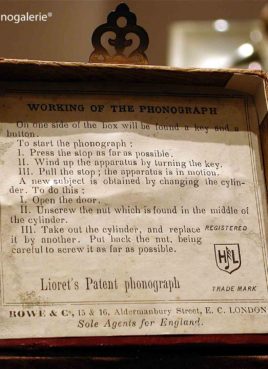 nogalerie®
WORKING OF THE PHONOGRAPH
On one side of the box will be found a key and a
button.
To start the phonograph :
I. Press the stop as far as possible.
II. Wind up the apparatus by turning the key.
III. Pull the stop ; the apparatus is in motion.
A new subject is obtained by changing the cylin-
der. To do this :
I. Open the door.
II. Unscrew the nut which is found in the middle of
the cylinder.
III. Take out the cylinder, and replace
it by another. Put back the nut, being
careful to screw it as far as possible.
REGISTERED
HL
TRADE MARK
Lioret's Patent phonograph
ROWE & Co, 15 & 16, Aldermanbury Street, E. C. LONDON
Sole Agents for England.